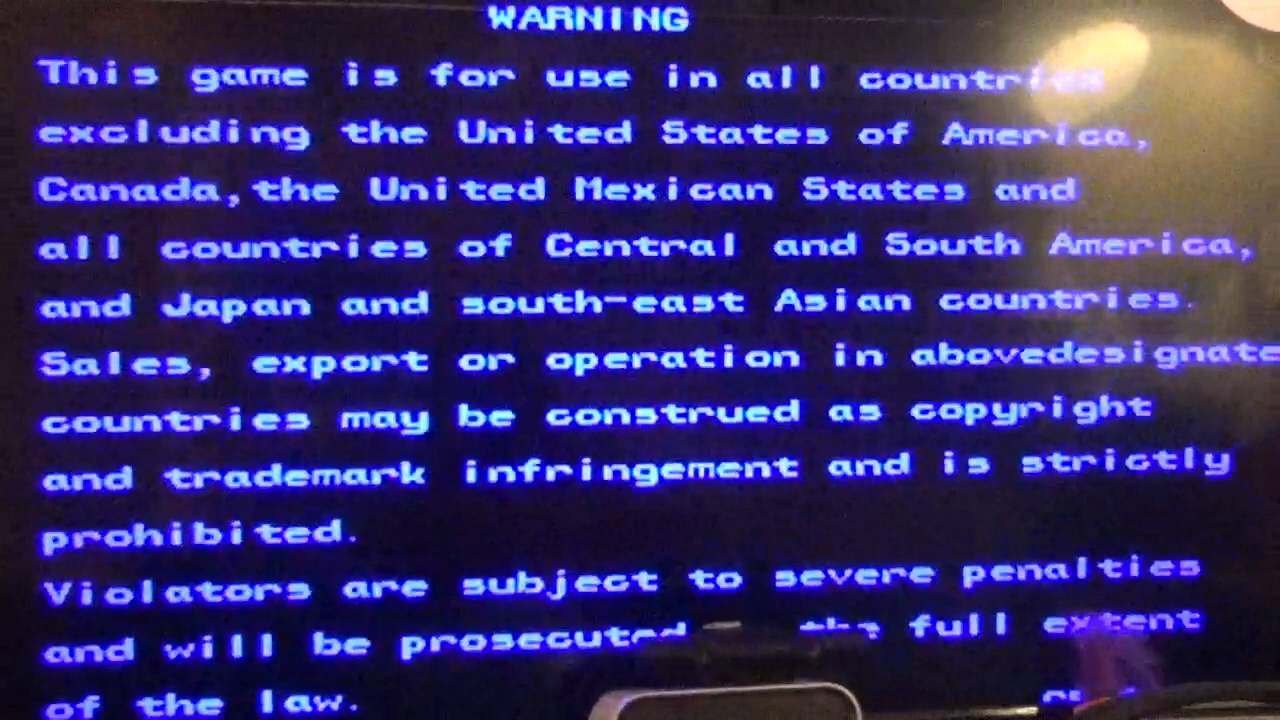 WARNING
This game is for use in all countries
excluding the United States of America,
Canada,the United Mexican States and
all countries of Central and South America,
and Japan and south-east Asian countries.
Sales, export or operation in abovedesignate
countries may be construed as copyright
and trademark infringement and is strictly
prohibited.
Violators are subject to severe penalties
and will be prosecuted the full extent
of the law.